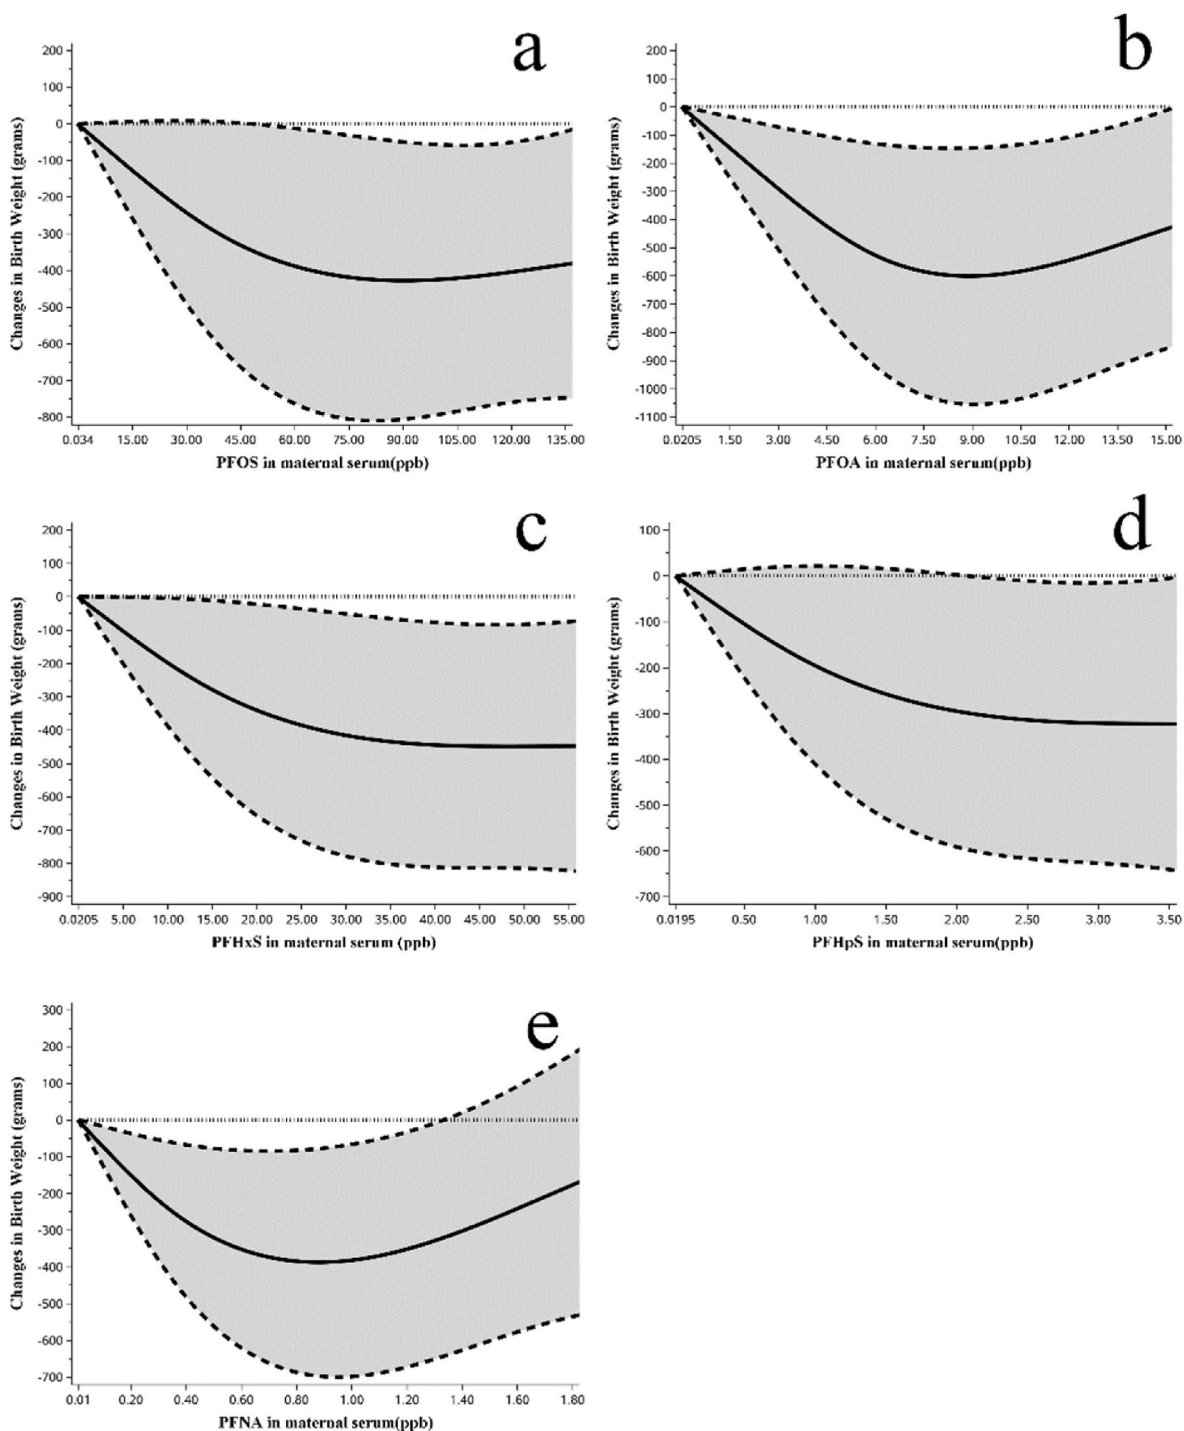 a
200
100
0
-100
-200
-300
-400
-500
-600
-700
-800
Changes in Birth Weight (grams)
0.034 15.00 30.00 45.00 60.00 75.00 90.00 105.00 120.00 135.00
PFOS in maternal serum(ppb)
b
200
100
0
-100
-200
-300
-400
-500
-600
-700
-800
-900
-1000
-1100
Changes in Birth Weight (grams)
0.0205 1.50 3.00 4.50 6.00 7.50 9.00 10.50 12.00 13.50 15.00
PFOA in maternal serum(ppb)
c
200
100
0
-100
-200
-300
-400
-500
-600
-700
-800
-900
Changes in Birth Weight (grams)
0.0205 5.00 10.00 15.00 20.00 25.00 30.00 35.00 40.00 45.00 50.00 55.00
PFHxS in maternal serum (ppb)
d
100
0
-100
-200
-300
-400
-500
-600
-700
Changes in Birth Weight (grams)
0.0195 0.50 1.00 1.50 2.00 2.50 3.00 3.50
PFHpS in maternal serum(ppb)
e
300
200
100
0
-100
-200
-300
-400
-500
-600
-700
Changes in Birth Weight (grams)
0.01 0.20 0.40 0.60 0.80 1.00 1.20 1.40 1.60 1.80
PFNA in maternal serum(ppb)